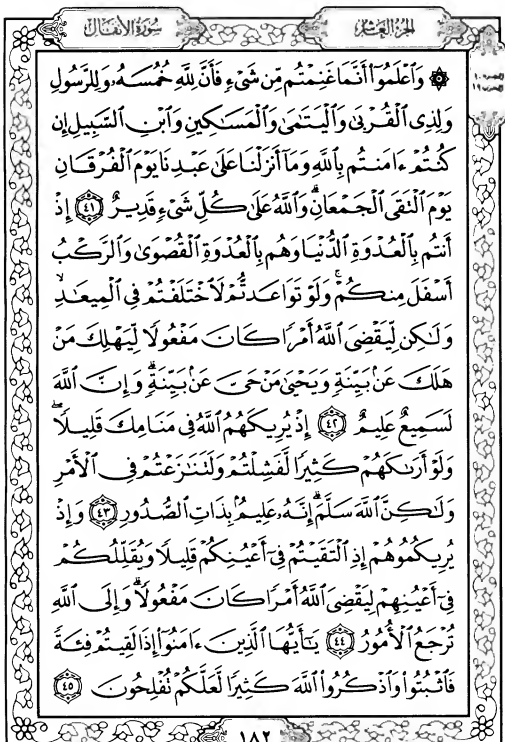 الجزء العاشر
سورة الأنفال
۞ وَٱعْلَمُوٓا۟ أَنَّمَا غَنِمْتُم مِّن شَىْءٍ فَأَنَّ لِلَّهِ خُمُسَهُۥ وَلِلرَّسُولِ
وَلِذِى ٱلْقُرْبَىٰ وَٱلْيَتَـٰمَىٰ وَٱلْمَسَـٰكِينِ وَٱبْنِ ٱلسَّبِيلِ إِن
كُنتُمْ ءَامَنتُم بِٱللَّهِ وَمَآ أَنزَلْنَا عَلَىٰ عَبْدِنَا يَوْمَ ٱلْفُرْقَانِ
يَوْمَ ٱلْتَقَى ٱلْجَمْعَانِ ۗ وَٱللَّهُ عَلَىٰ كُلِّ شَىْءٍ قَدِيرٌ ٤١ إِذْ
أَنتُم بِٱلْعُدْوَةِ ٱلدُّنْيَا وَهُم بِٱلْعُدْوَةِ ٱلْقُصْوَىٰ وَٱلرَّكْبُ
أَسْفَلَ مِنكُمْ ۚ وَلَوْ تَوَاعَدتُّمْ لَٱخْتَلَفْتُمْ فِى ٱلْمِيعَـٰدِ ۙ
وَلَـٰكِن لِّيَقْضِىَ ٱللَّهُ أَمْرًا كَانَ مَفْعُولًا لِّيَهْلِكَ مَنْ
هَلَكَ عَنۢ بَيِّنَةٍ وَيَحْيَىٰ مَنْ حَىَّ عَنۢ بَيِّنَةٍ ۗ وَإِنَّ ٱللَّهَ
لَسَمِيعٌ عَلِيمٌ ٤٢ إِذْ يُرِيكَهُمُ ٱللَّهُ فِى مَنَامِكَ قَلِيلًا ۖ
وَلَوْ أَرَىٰكَهُمْ كَثِيرًا لَّفَشِلْتُمْ وَلَتَنَـٰزَعْتُمْ فِى ٱلْأَمْرِ
وَلَـٰكِنَّ ٱللَّهَ سَلَّمَ ۗ إِنَّهُۥ عَلِيمٌۢ بِذَاتِ ٱلصُّدُورِ ٤٣ وَإِذْ
يُرِيكُمُوهُمْ إِذِ ٱلْتَقَيْتُمْ فِىٓ أَعْيُنِكُمْ قَلِيلًا وَيُقَلِّلُكُمْ
فِىٓ أَعْيُنِهِمْ لِيَقْضِىَ ٱللَّهُ أَمْرًا كَانَ مَفْعُولًا ۗ وَإِلَى ٱللَّهِ
تُرْجَعُ ٱلْأُمُورُ ٤٤ يَـٰٓأَيُّهَا ٱلَّذِينَ ءَامَنُوٓا۟ إِذَا لَقِيتُمْ فِئَةً
فَٱثْبُتُوا۟ وَٱذْكُرُوا۟ ٱللَّهَ كَثِيرًا لَّعَلَّكُمْ تُفْلِحُونَ ٤٥
١٨٢